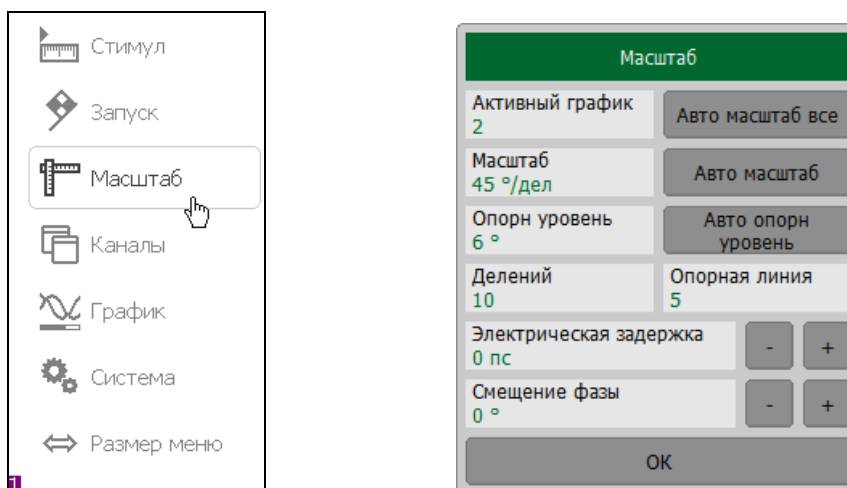 Стимул
Запуск
Масштаб
Каналы
График
Система
Размер меню
1
Масштаб
Активный график
2
Авто масштаб все
Масштаб
45 °/дел
Авто масштаб
Опорн уровень
6 °
Авто опорн
уровень
Делений
10
Опорная линия
5
Электрическая задержка
0 пс
-
+
Смещение фазы
0 °
-
+
ОК